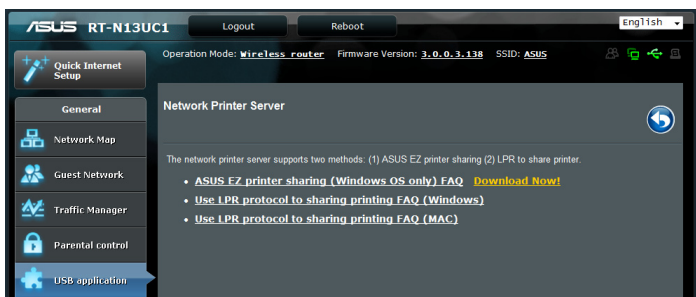 ASUS RT-N13UC1 Logout Reboot English
Operation Mode: Wireless router Firmware Version: 3.0.0.3.138 SSID: ASUS
Quick Internet
Setup
General
Network Map
Guest Network
Traffic Manager
Parental control
USB application
Network Printer Server
The network printer server supports two methods: (1) ASUS EZ printer sharing (2) LPR to share printer.
ASUS EZ printer sharing (Windows OS only) FAQ Download Now!
Use LPR protocol to sharing printing FAQ (Windows)
Use LPR protocol to sharing printing FAQ (MAC)